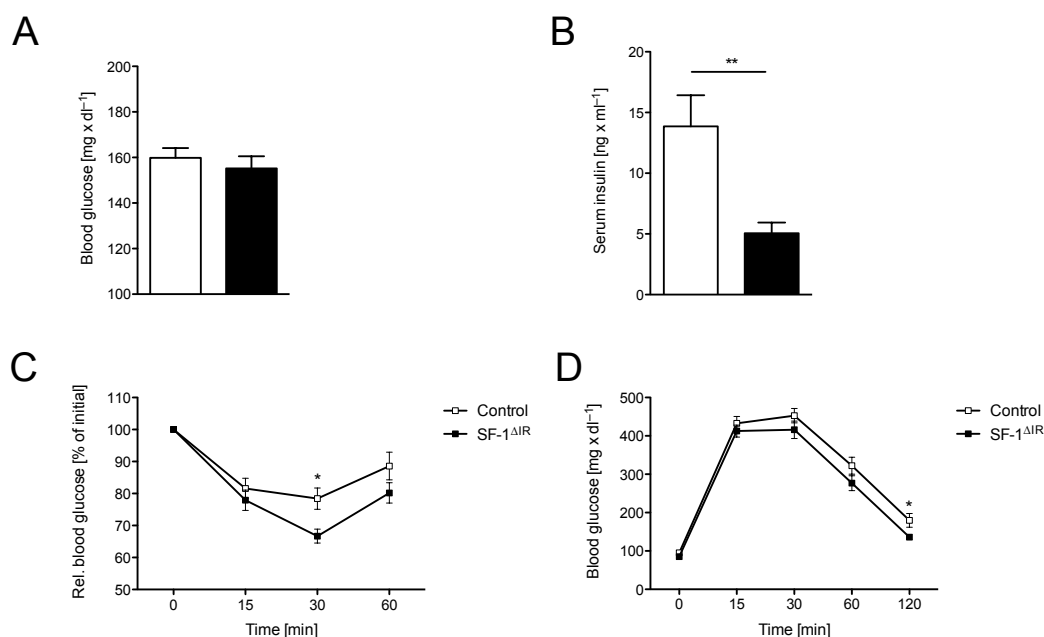 A
Blood glucose [mg x dl⁻¹]
200
180
160
140
120
100
B
Serum insulin [ng x ml⁻¹]
20
15
10
5
0
**
C
Rel. blood glucose [% of initial]
110
100
90
80
70
60
50
*
0 15 30 60
Time [min]
Control
SF-1ΔIR
D
Blood glucose [mg x dl⁻¹]
500
400
300
200
100
0
*
0 15 30 60 120
Time [min]
Control
SF-1ΔIR